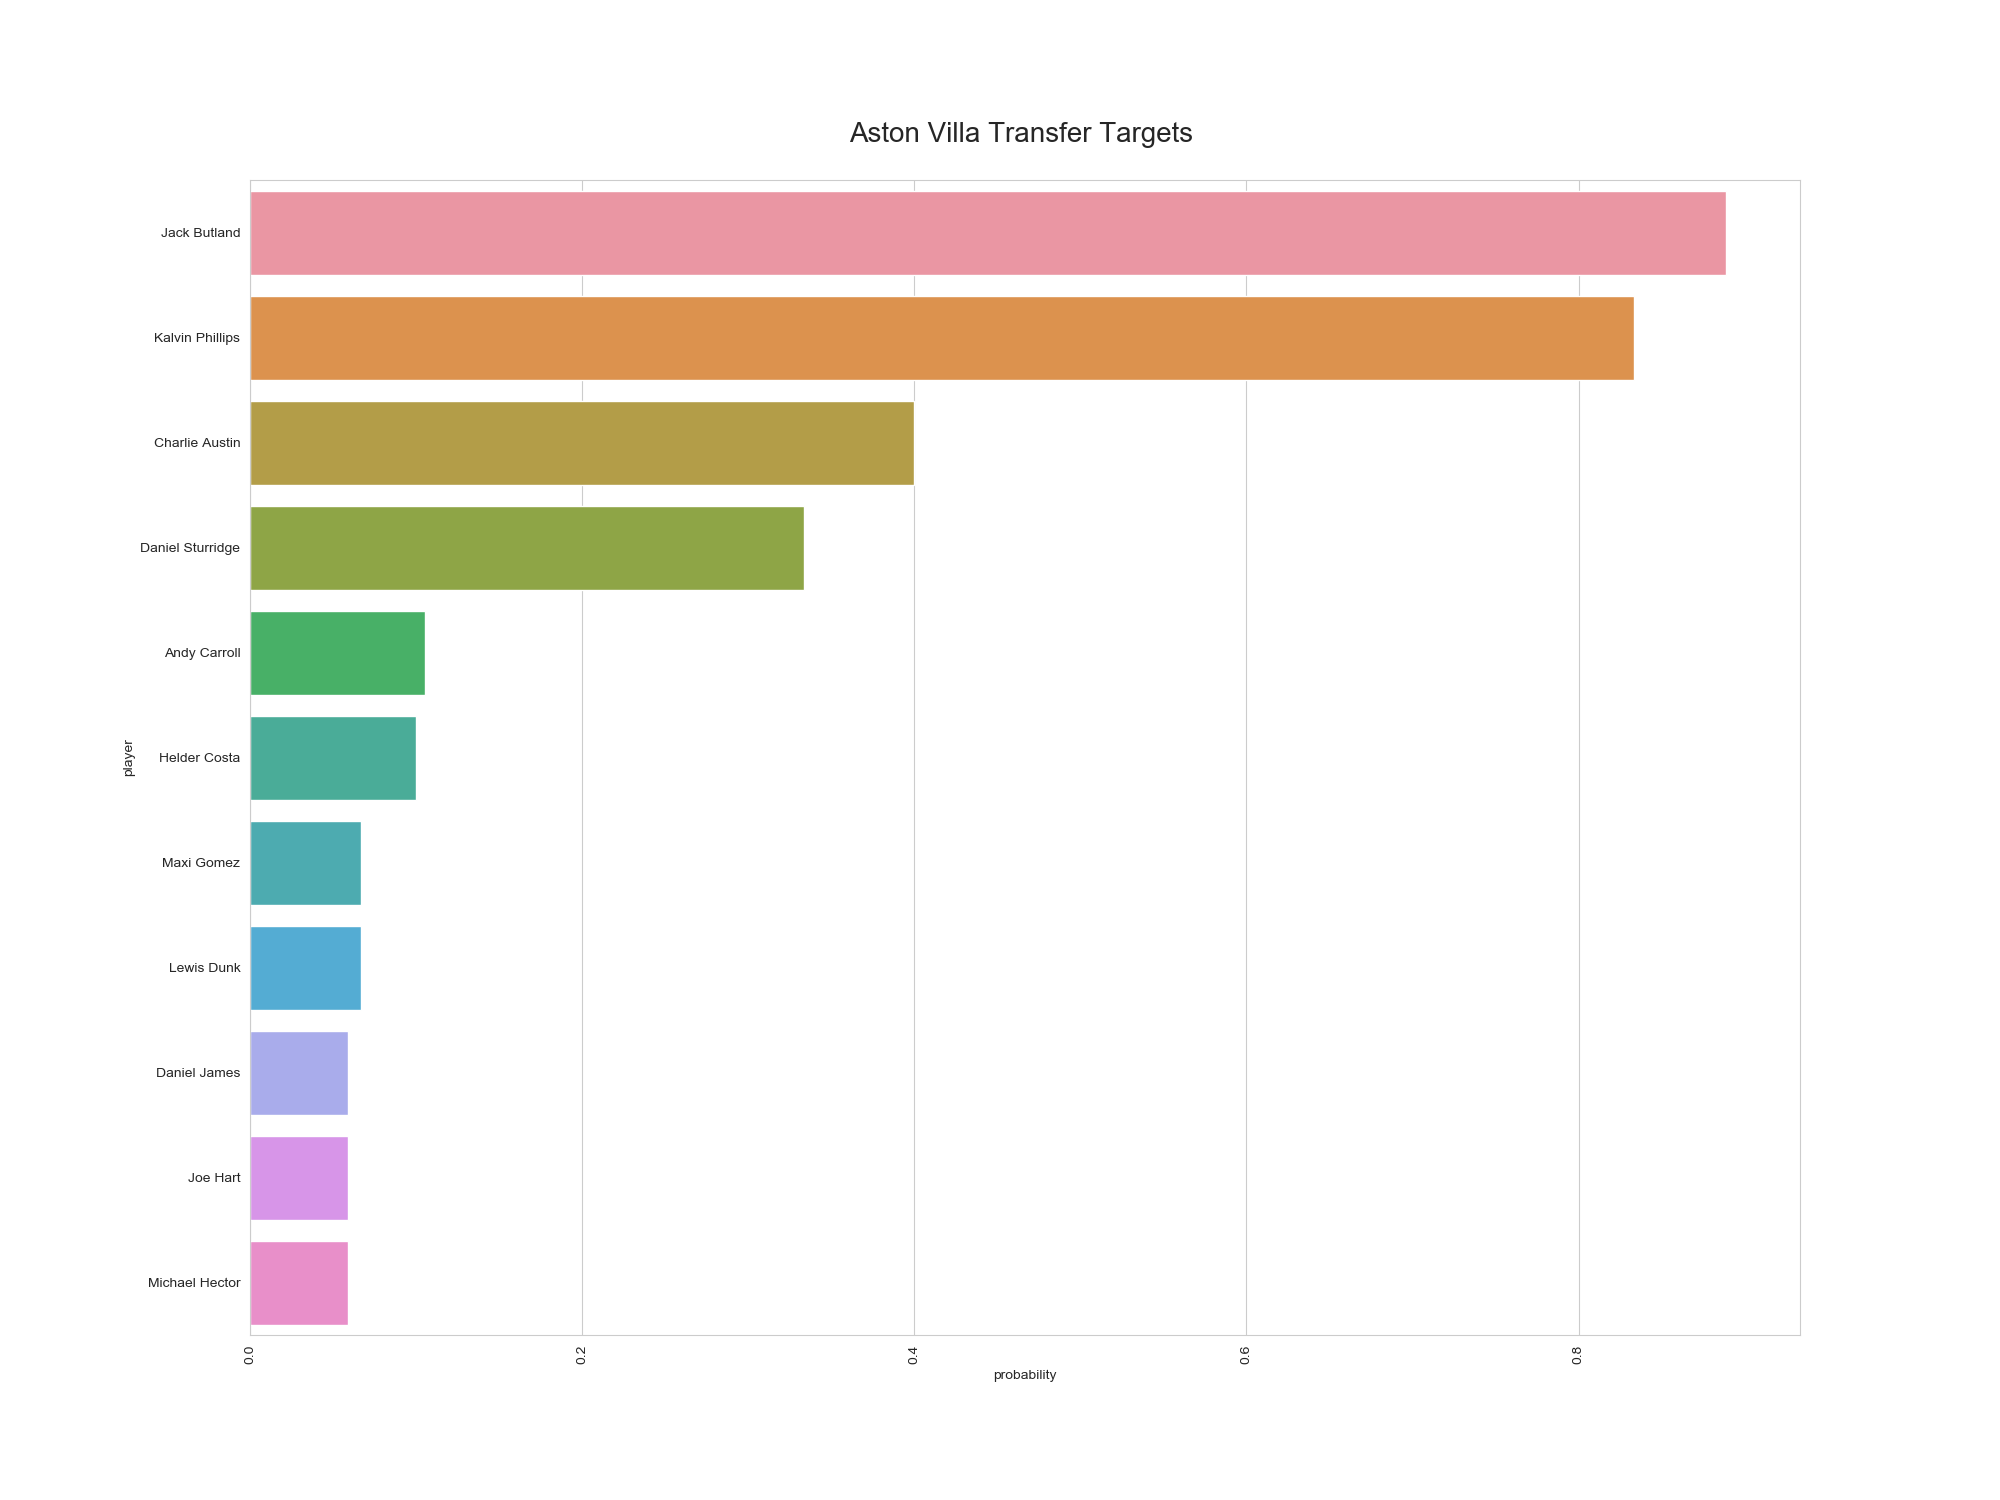 Aston Villa Transfer Targets
Jack Butland
Kalvin Phillips
Charlie Austin
Daniel Sturridge
Andy Carroll
Helder Costa
Maxi Gomez
Lewis Dunk
Daniel James
Joe Hart
Michael Hector
player
0.0
0.2
0.4
0.6
0.8
probability